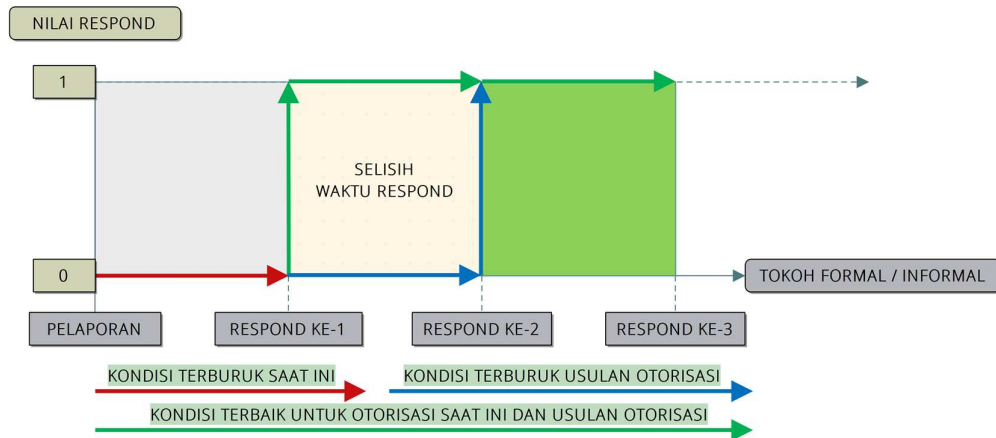 NILAI RESPOND
1
SELISIH
WAKTU RESPOND
0
TOKOH FORMAL / INFORMAL
PELAPORAN
RESPOND KE-1
RESPOND KE-2
RESPOND KE-3
KONDISI TERBURUK SAAT INI
KONDISI TERBURUK USULAN OTORISASI
KONDISI TERBAIK UNTUK OTORISASI SAAT INI DAN USULAN OTORISASI